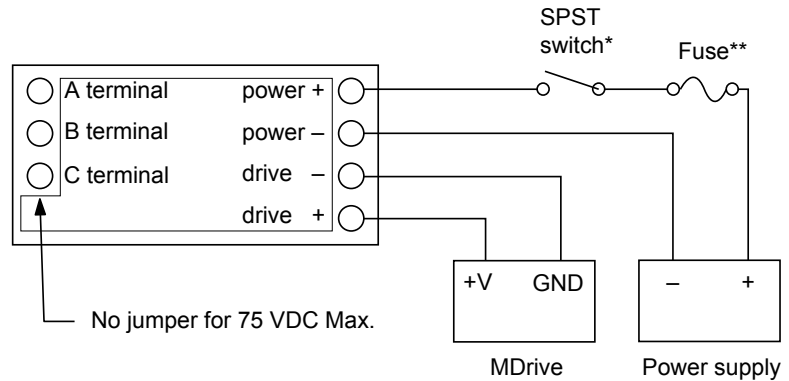 SPST
switch*
Fuse**
A terminal power +
B terminal power –
C terminal drive –
drive +
+V GND
– +
No jumper for 75 VDC Max.
MDrive
Power supply